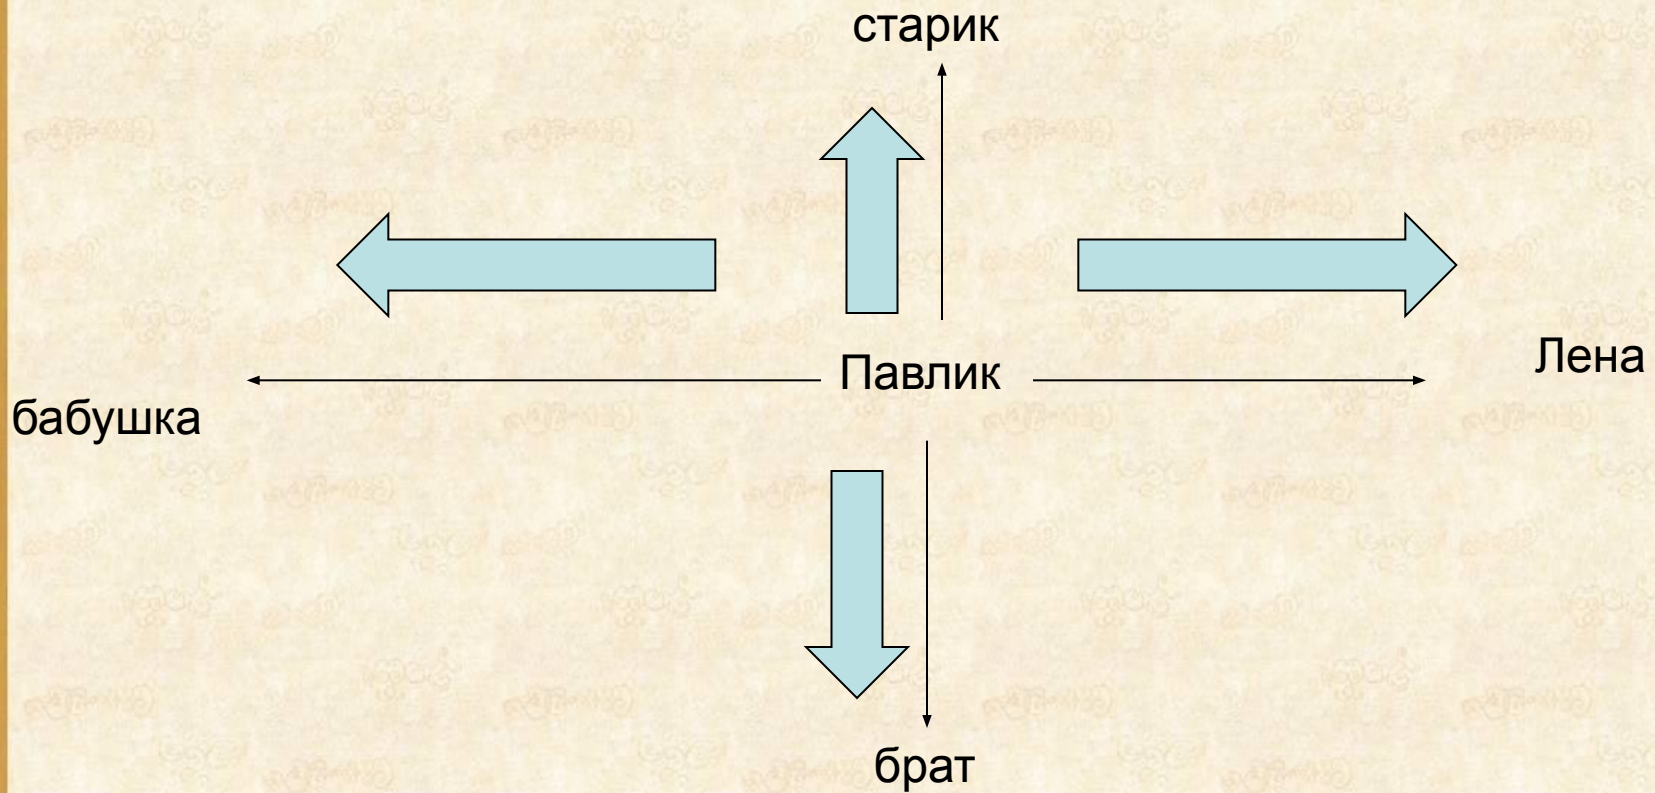 старик
Павлик
Лена
бабушка
брат